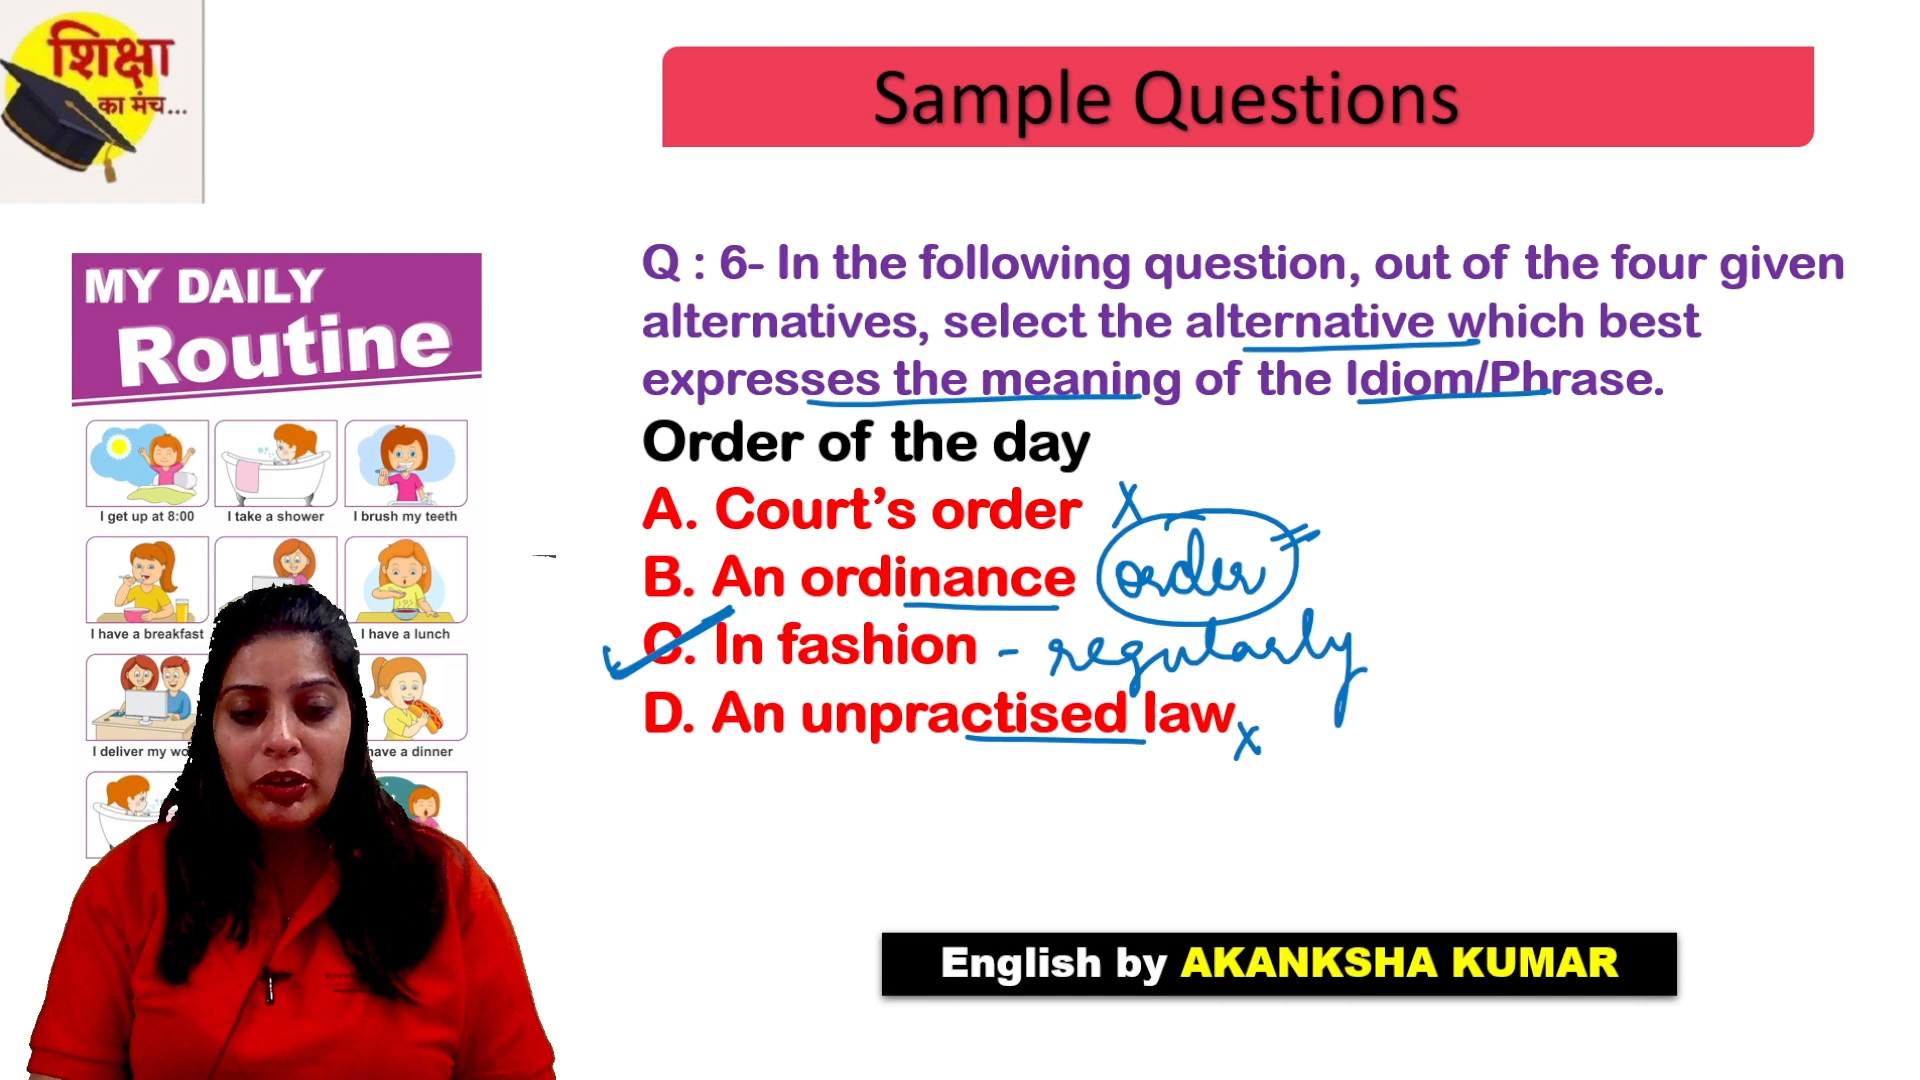 शिक्षा
का मंच...
Sample Questions
MY DAILY
Routine
I get up at 8:00
I take a shower
I brush my teeth
I have a breakfast
I have a lunch
I deliver my wo
have a dinner
Q : 6- In the following question, out of the four given
alternatives, select the alternative which best
expresses the meaning of the Idiom/Phrase.
Order of the day
A. Court's order x
B. An ordinance order
C. In fashion - regularly
D. An unpractised law x
English by AKANKSHA KUMAR